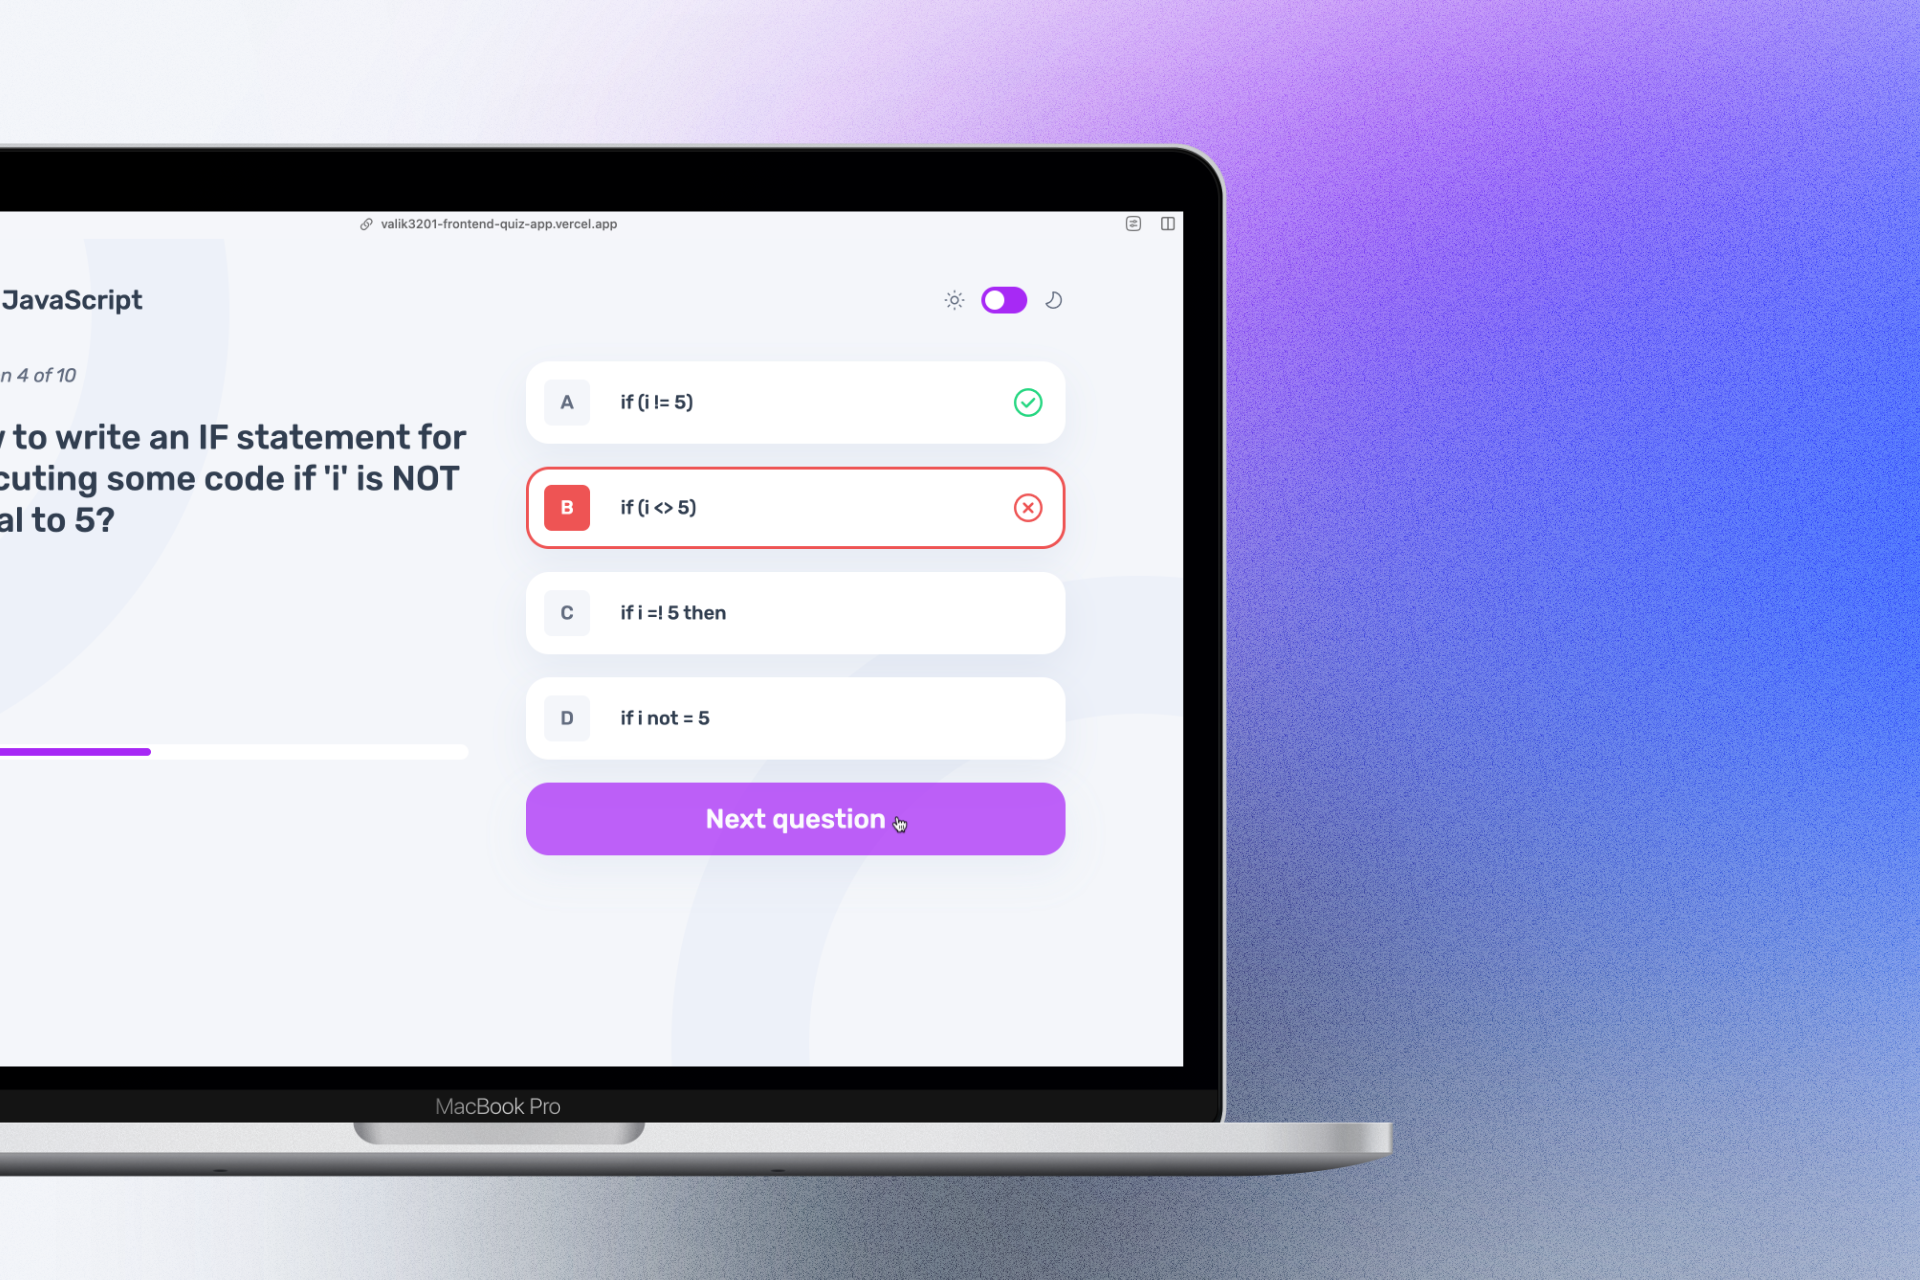 valik3201-frontend-quiz-app.vercel.app
JavaScript
n 4 of 10
to write an IF statement for
cuting some code if 'i' is NOT
al to 5?
A if (i != 5)
B if (i <> 5)
C if i =! 5 then
D if i not = 5
Next question
MacBook Pro